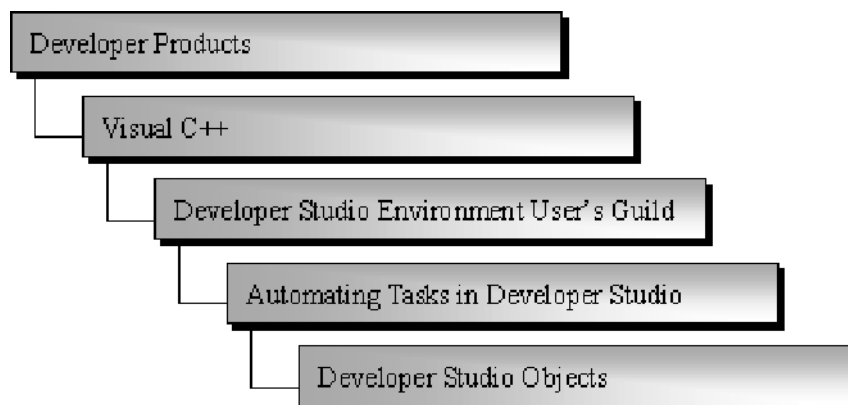 Developer Products
Visual C++
Developer Studio Environment User's Guild
Automating Tasks in Developer Studio
Developer Studio Objects